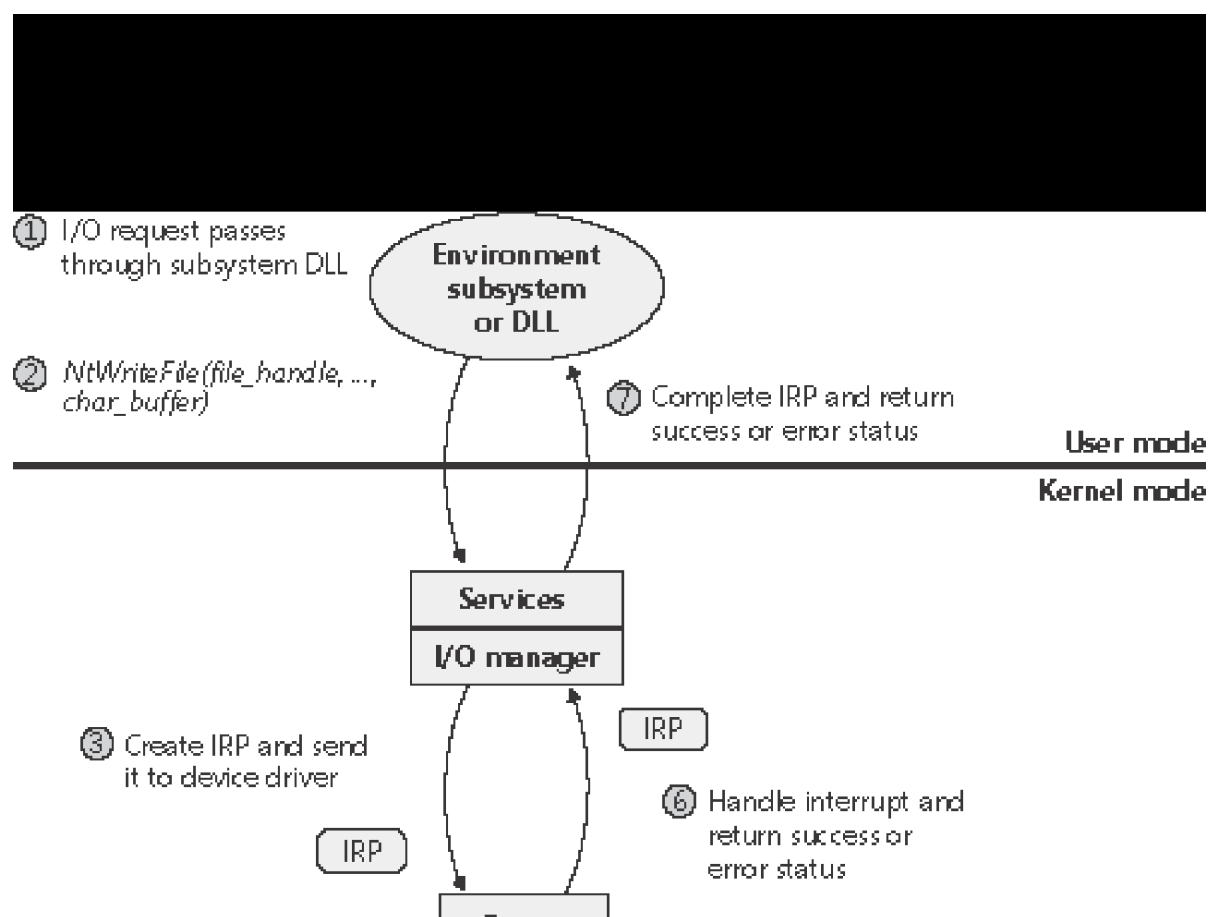 ① I/O request passes
through subsystem DLL
Environment
subsystem
or DLL
② NtWriteFile(file_handle, ...,
char_buffer)
⑦ Complete IRP and return
success or error status
User mode
Kernel mode
Services
I/O manager
③ Create IRP and send
it to device driver
IRP
IRP
⑥ Handle interrupt and
return success or
error status